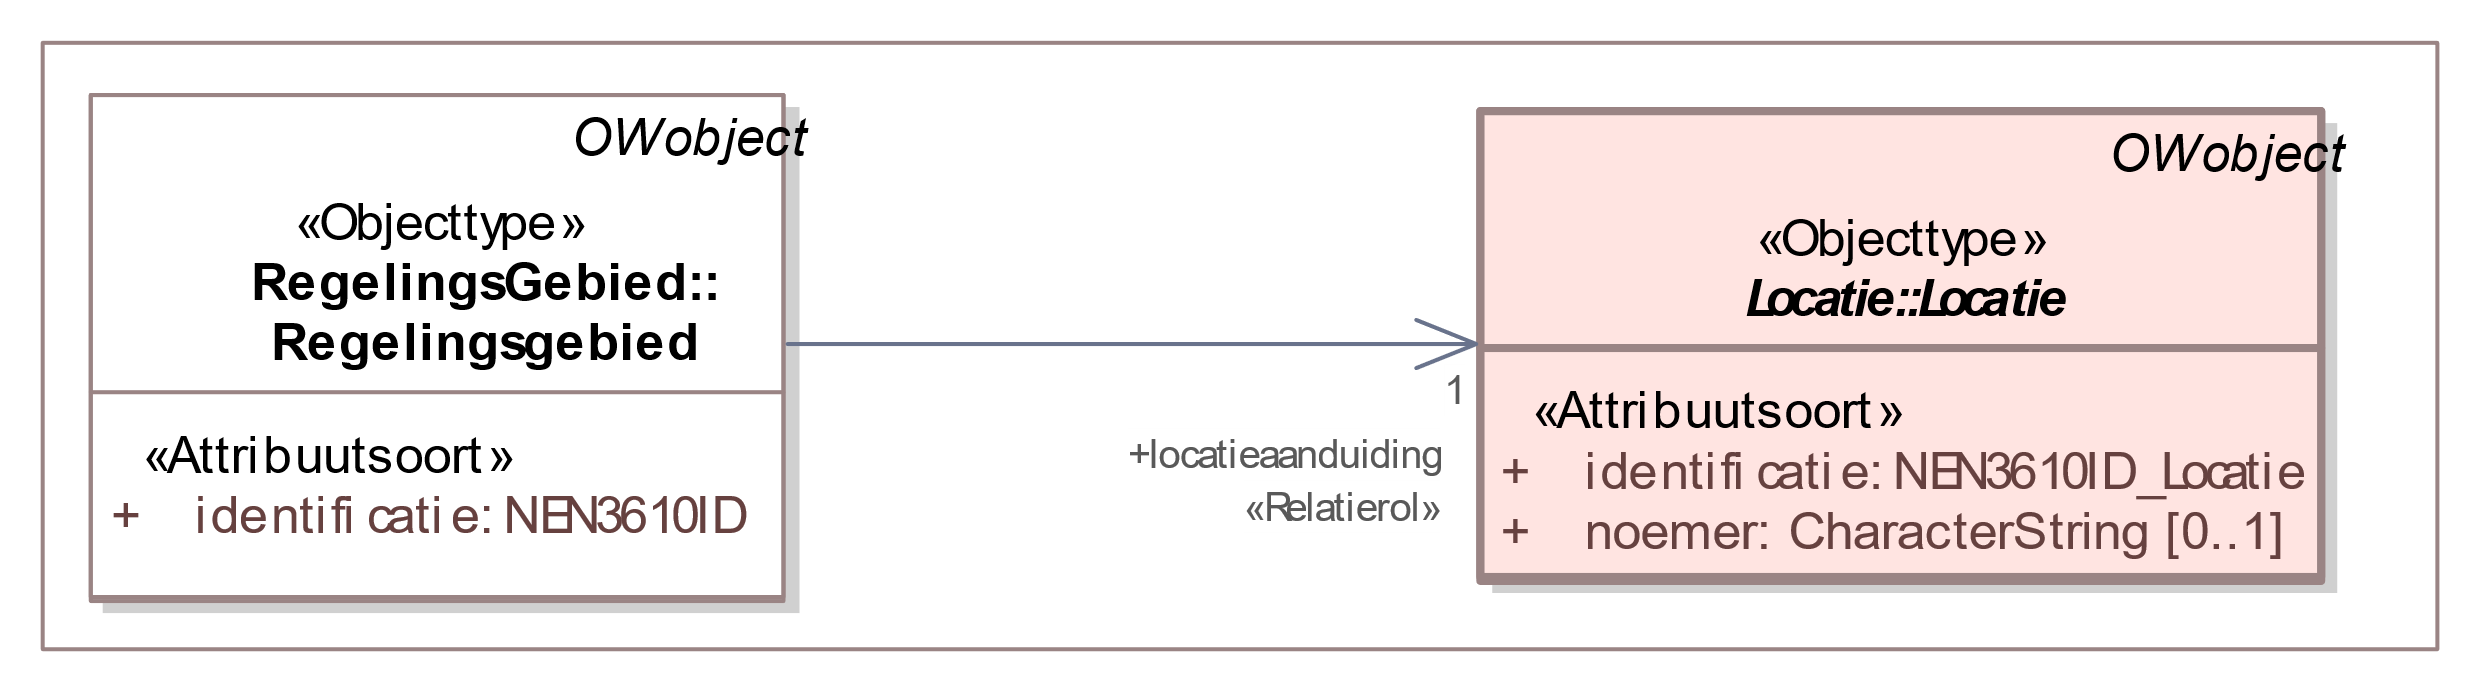 OWobject
«Objecttype»
RegelingsGebied::
Regelingsgebied
«Attribuutsoort»
+ identificatie: NEN3610ID
1
+locatieaanduiding
«Relatierol»
OWobject
«Objecttype»
Locatie::Locatie
«Attribuutsoort»
+ identificatie: NEN3610ID_Locatie
+ noemer: CharacterString [0..1]